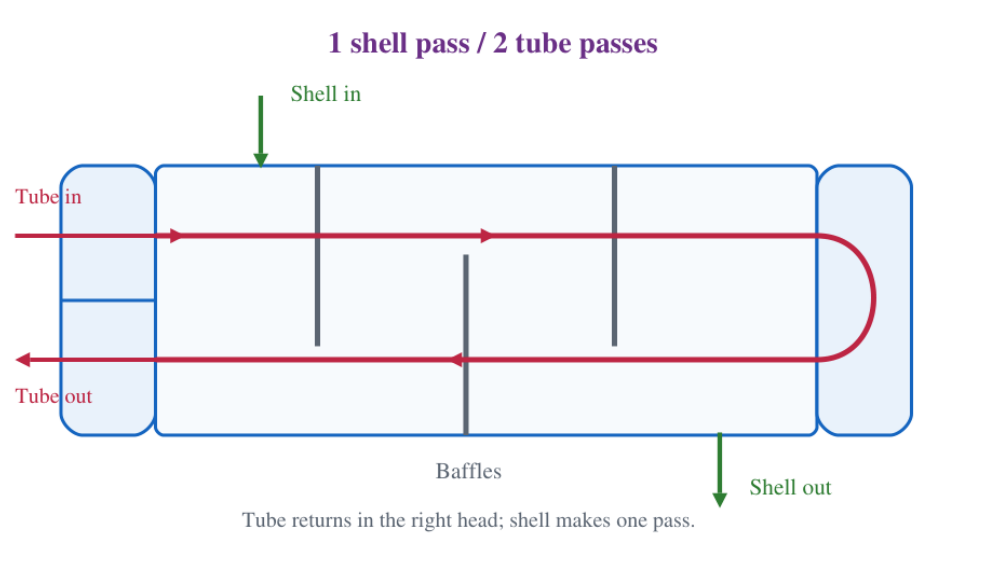 1 shell pass / 2 tube passes
Shell in
Tube in
Tube out
Baffles
Shell out
Tube returns in the right head; shell makes one pass.